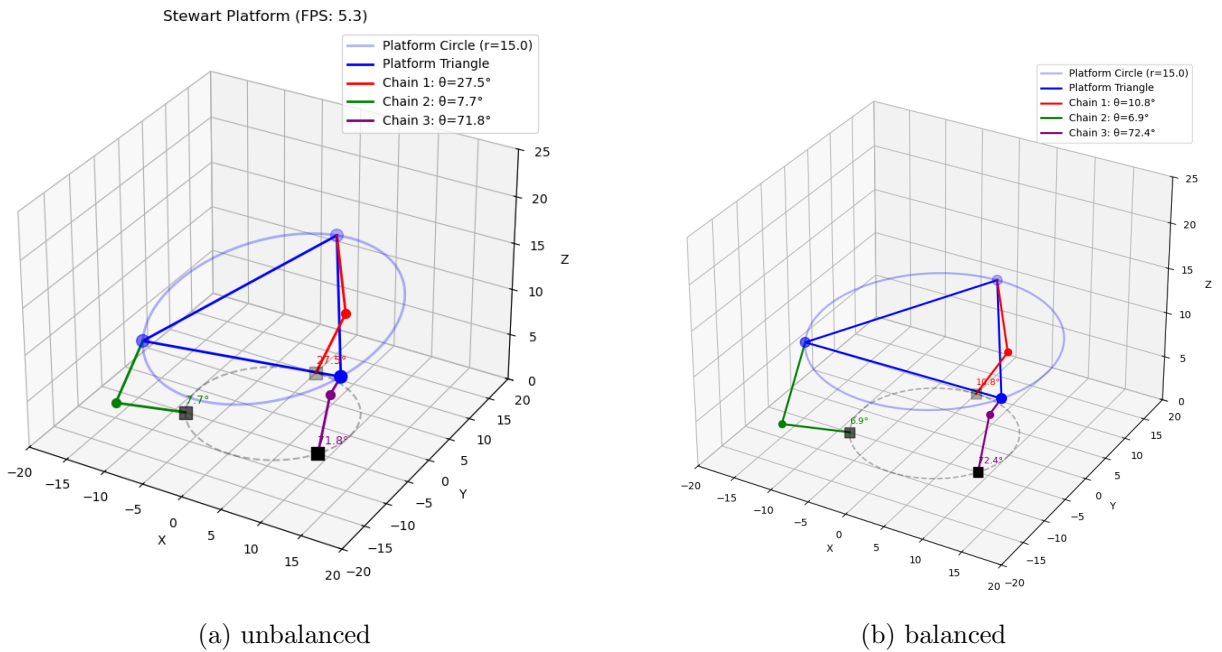 Stewart Platform (FPS: 5.3)
Platform Circle (r=15.0)
Platform Triangle
Chain 1: θ=27.5°
Chain 2: θ=7.7°
Chain 3: θ=71.8°
25
20
15
10
5
0
Z
27.5°
7.7°
71.8°
−20
−15
−10
−5
0
5
10
15
20
X
−20
−15
−10
−5
0
5
10
15
20
Y
(a) unbalanced
Platform Circle (r=15.0)
Platform Triangle
Chain 1: θ=10.8°
Chain 2: θ=6.9°
Chain 3: θ=72.4°
25
20
15
10
5
0
Z
10.8°
6.9°
72.4°
−20
−15
−10
−5
0
5
10
15
20
X
−20
−15
−10
−5
0
5
10
15
20
Y
(b) balanced